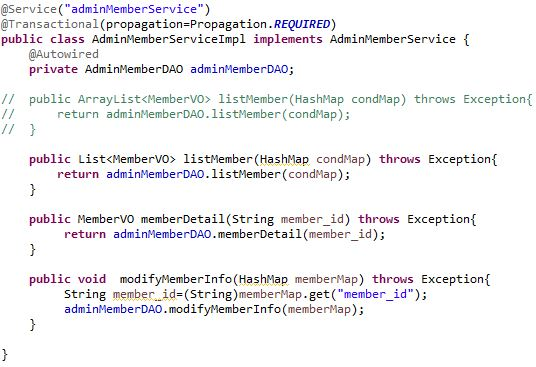 @Service("adminMemberService")
@Transactional(propagation=Propagation.REQUIRED)
public class AdminMemberServiceImpl implements AdminMemberService {
    @Autowired
    private AdminMemberDAO adminMemberDAO;

//  public ArrayList<MemberVO> listMember(HashMap condMap) throws Exception{
//      return adminMemberDAO.listMember(condMap);
//  }

    public List<MemberVO> listMember(HashMap condMap) throws Exception{
        return adminMemberDAO.listMember(condMap);
    }

    public MemberVO memberDetail(String member_id) throws Exception{
         return adminMemberDAO.memberDetail(member_id);
    }

    public void  modifyMemberInfo(HashMap memberMap) throws Exception{
         String member_id=(String)memberMap.get("member_id");
         adminMemberDAO.modifyMemberInfo(memberMap);
    }

}